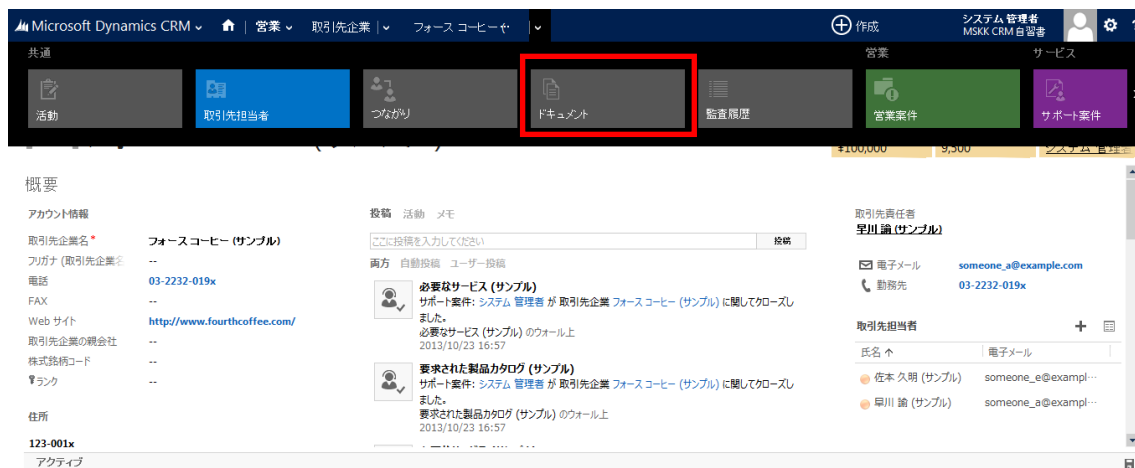 Microsoft Dynamics CRM
営業
取引先企業
フォース コーヒー (サ
作成
システム 管理者
MSKK CRM 自習書
共通
営業
サービス
活動
取引先担当者
つながり
ドキュメント
監査履歴
営業案件
サポート案件
¥100,000
9,500
システム 管理者
概要
アカウント情報
取引先企業名*
フォース コーヒー (サンプル)
フリガナ (取引先企業名
--
電話
03-2232-019x
FAX
--
Web サイト
http://www.fourthcoffee.com/
取引先企業の親会社
--
株式銘柄コード
--
ランク
--
住所
123-001x
アクティブ
投稿 活動 メモ
ここに投稿を入力してください
投稿
両方 自動投稿 ユーザー投稿
必要なサービス (サンプル)
サポート案件: システム 管理者 が 取引先企業 フォース コーヒー (サンプル) に関してクローズし
ました。
必要なサービス (サンプル) のウォール上
2013/10/23 16:57
要求された製品カタログ (サンプル)
サポート案件: システム 管理者 が 取引先企業 フォース コーヒー (サンプル) に関してクローズし
ました。
要求された製品カタログ (サンプル) のウォール上
2013/10/23 16:57
取引先責任者
早川 諭 (サンプル)
電子メール
someone_a@example.com
勤務先
03-2232-019x
取引先担当者
氏名
電子メール
佐本 久明 (サンプル)
someone_e@exampl…
早川 諭 (サンプル)
someone_a@exampl…